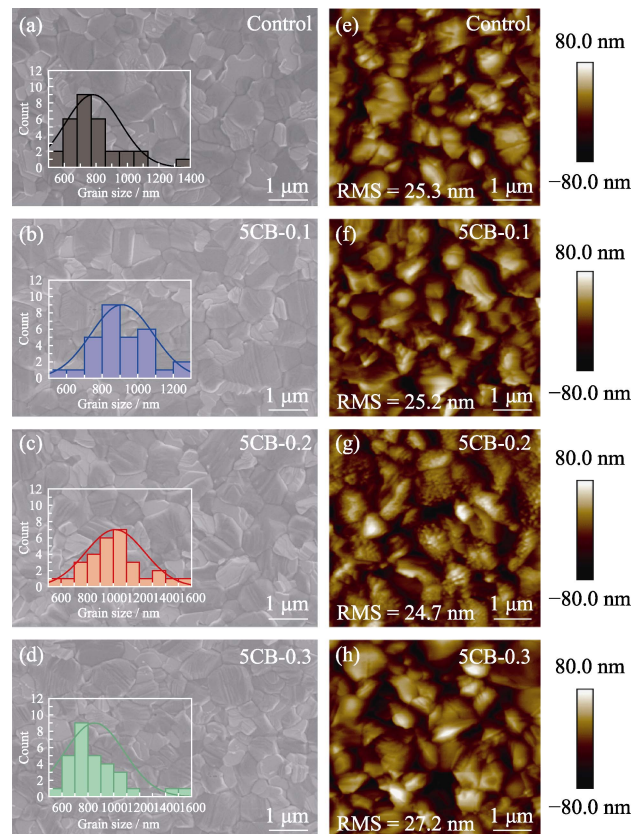 (a) Control
12
10
8
6
4
2
0
Count
600 800 1000 1200 1400
Grain size / nm
1 μm
(e) Control
RMS = 25.3 nm
1 μm
80.0 nm
−80.0 nm
(b) 5CB-0.1
12
10
8
6
4
2
0
Count
600 800 1000 1200
Grain size / nm
1 μm
(f) 5CB-0.1
RMS = 25.2 nm
1 μm
80.0 nm
−80.0 nm
(c) 5CB-0.2
12
10
8
6
4
2
0
Count
600 800 1000 1200 1400 1600
Grain size / nm
1 μm
(g) 5CB-0.2
RMS = 24.7 nm
1 μm
80.0 nm
−80.0 nm
(d) 5CB-0.3
12
10
8
6
4
2
0
Count
600 800 1000 1200 1400 1600
Grain size / nm
1 μm
(h) 5CB-0.3
RMS = 27.2 nm
1 μm
80.0 nm
−80.0 nm